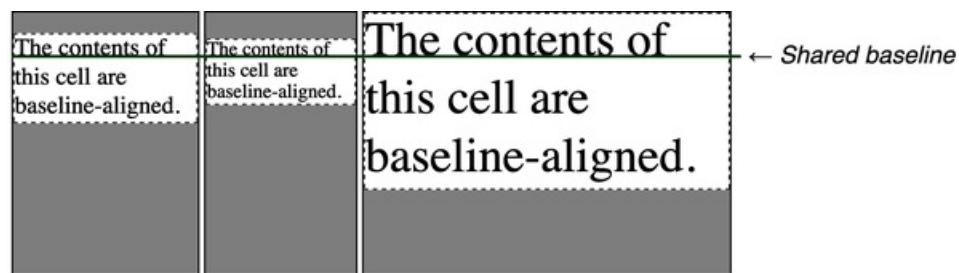 The contents of
this cell are
baseline-aligned.
The contents of
this cell are
baseline-aligned.
The contents of
this cell are
baseline-aligned.
← Shared baseline